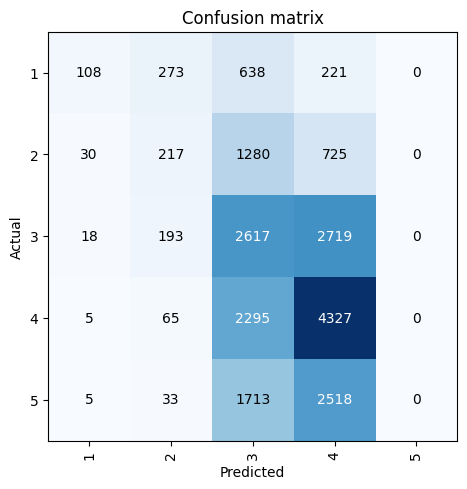 Confusion matrix
1 108 273 638 221 0
2 30 217 1280 725 0
Actual
3 18 193 2617 2719 0
4 5 65 2295 4327 0
5 5 33 1713 2518 0
1 2 3 4 5
Predicted